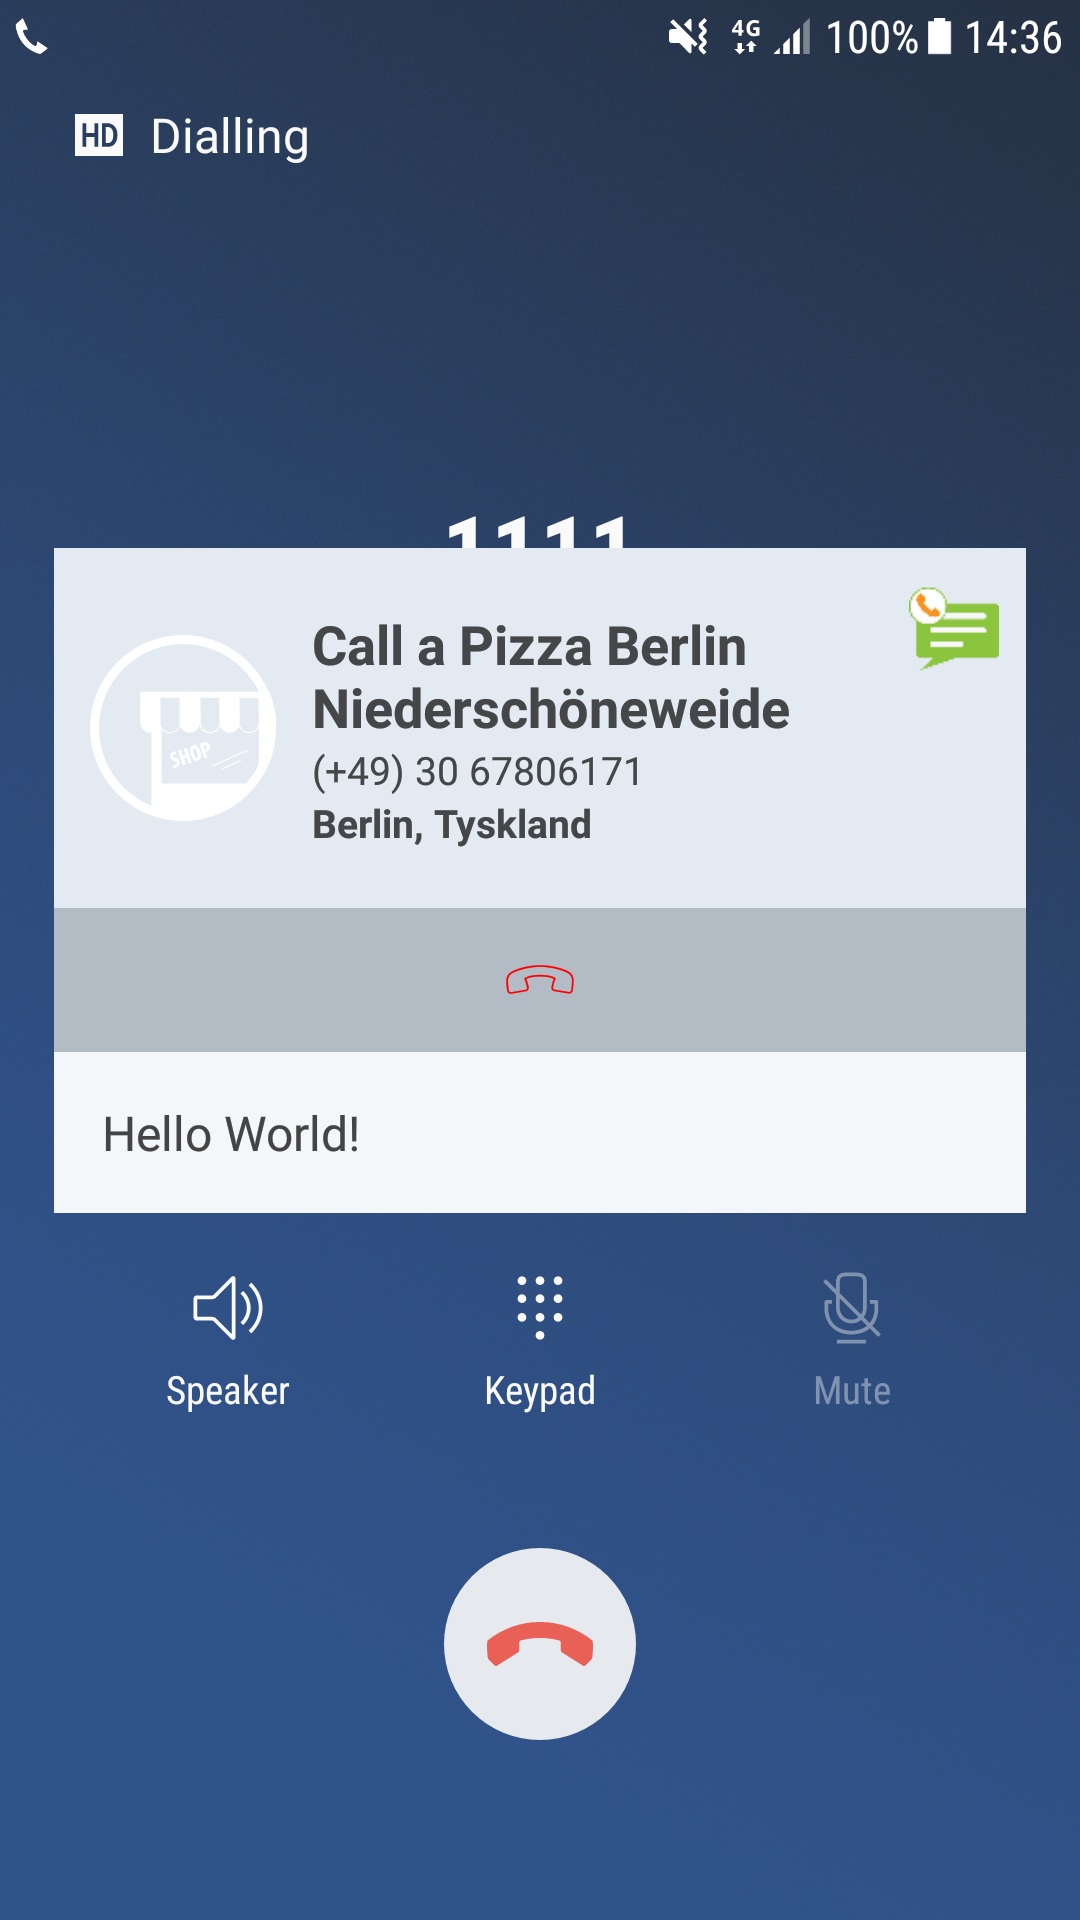 4G 100% 14:36
HD Dialling
1111
Call a Pizza Berlin
Niederschöneweide
(+49) 30 67806171
Berlin, Tyskland
SHOP
Hello World!
Speaker Keypad Mute